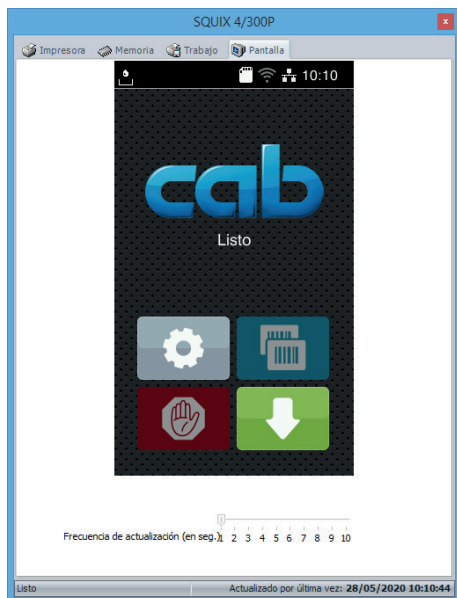 SQUIX 4/300P
x
Impresora Memoria Trabajo Pantalla
10:10
cab
Listo
Frecuencia de actualización (en seg.) 1 2 3 4 5 6 7 8 9 10
Listo Actualizado por última vez: 28/05/2020 10:10:44